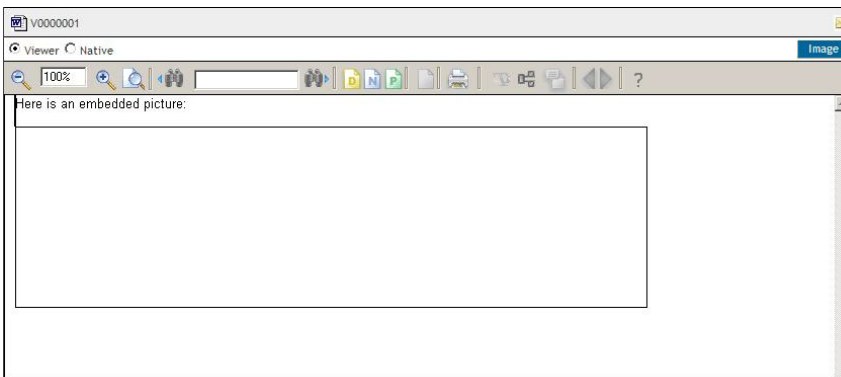 V0000001
Viewer Native
Image
100%
D N P ?
Here is an embedded picture: